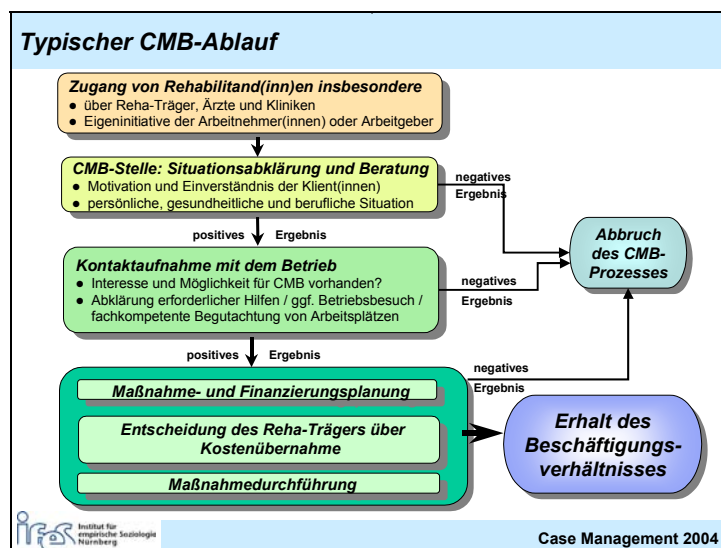 Typischer CMB-Ablauf
Zugang von Rehabilitand(inn)en insbesondere
● über Reha-Träger, Ärzte und Kliniken
● Eigeninitiative der Arbeitnehmer(innen) oder Arbeitgeber
CMB-Stelle: Situationsabklärung und Beratung
● Motivation und Einverständnis der Klient(innen)
● persönliche, gesundheitliche und berufliche Situation
negatives
Ergebnis
positives Ergebnis
Abbruch
des CMB-
Prozesses
Kontaktaufnahme mit dem Betrieb
● Interesse und Möglichkeit für CMB vorhanden?
● Abklärung erforderlicher Hilfen / ggf. Betriebsbesuch /
fachkompetente Begutachtung von Arbeitsplätzen
negatives
Ergebnis
positives Ergebnis
negatives
Ergebnis
Maßnahme- und Finanzierungsplanung
Entscheidung des Reha-Trägers über
Kostenübernahme
Maßnahmedurchführung
Erhalt des
Beschäftigungs-
verhältnisses
ifes
Institut für
empirische Soziologie
Nürnberg
Case Management 2004